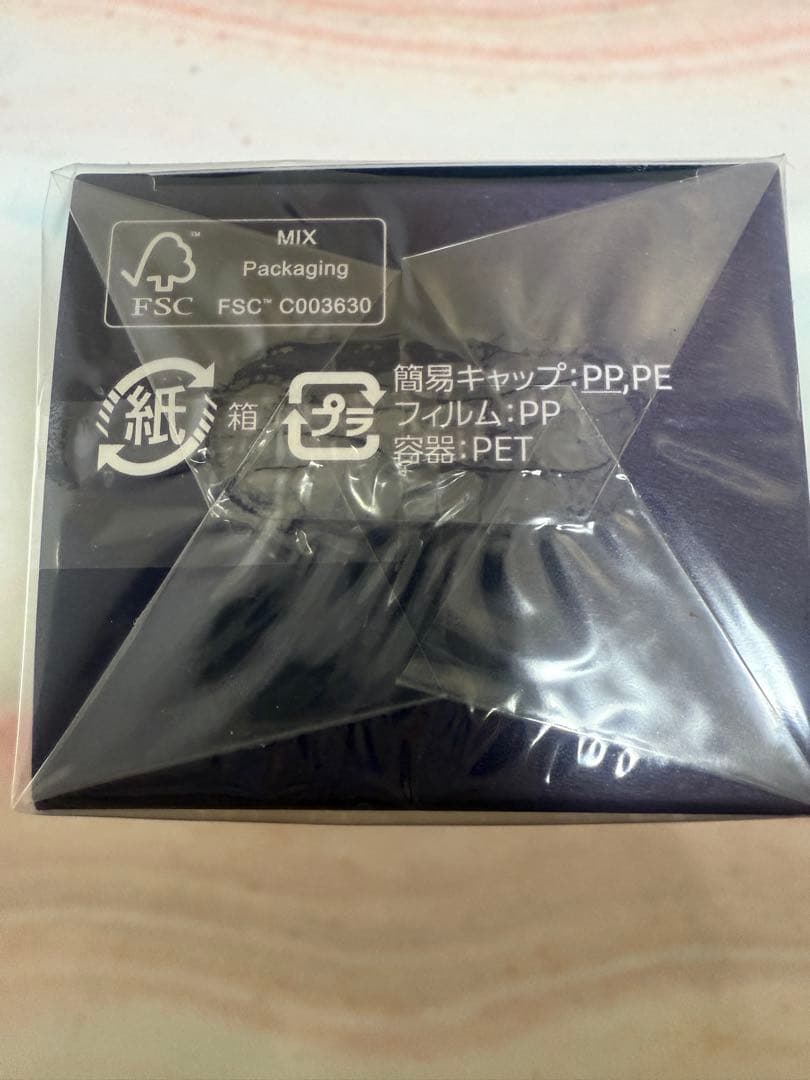 MIX
Packaging
FSC™ C003630
™
FSC
紙
箱
プラ
簡易キャップ:PP,PE
フィルム:PP
容器:PET